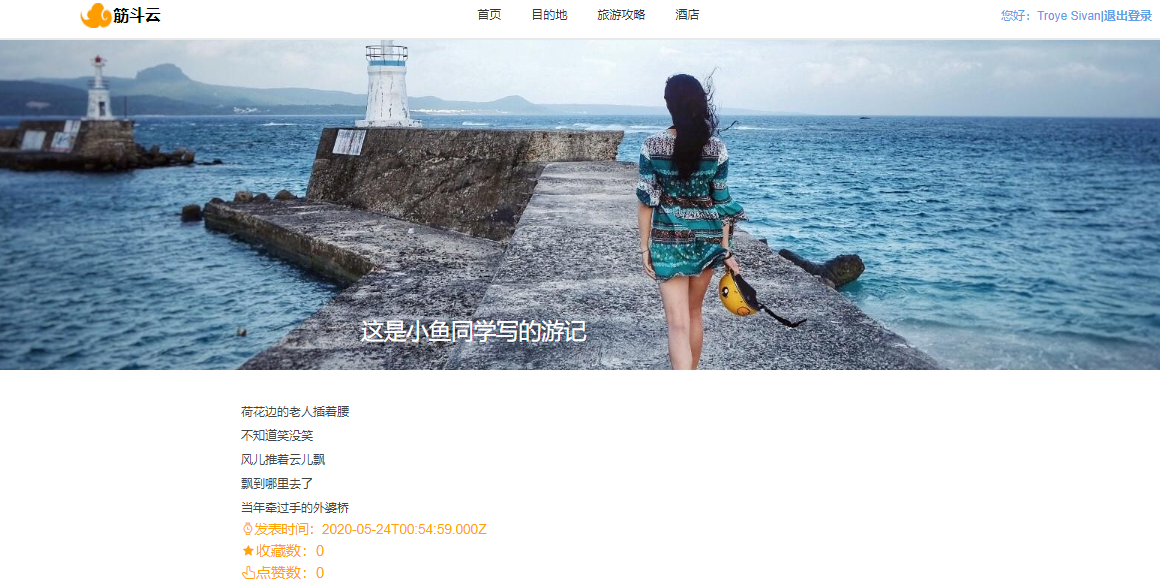 筋斗云
首页 目的地 旅游攻略 酒店
您好：Troye Sivan|退出登录
这是小鱼同学写的游记
荷花边的老人插着腰
不知道笑没笑
风儿推着云儿飘
飘到哪里去了
当年牵过手的外婆桥
发表时间：2020-05-24T00:54:59.000Z
收藏数：0
点赞数：0